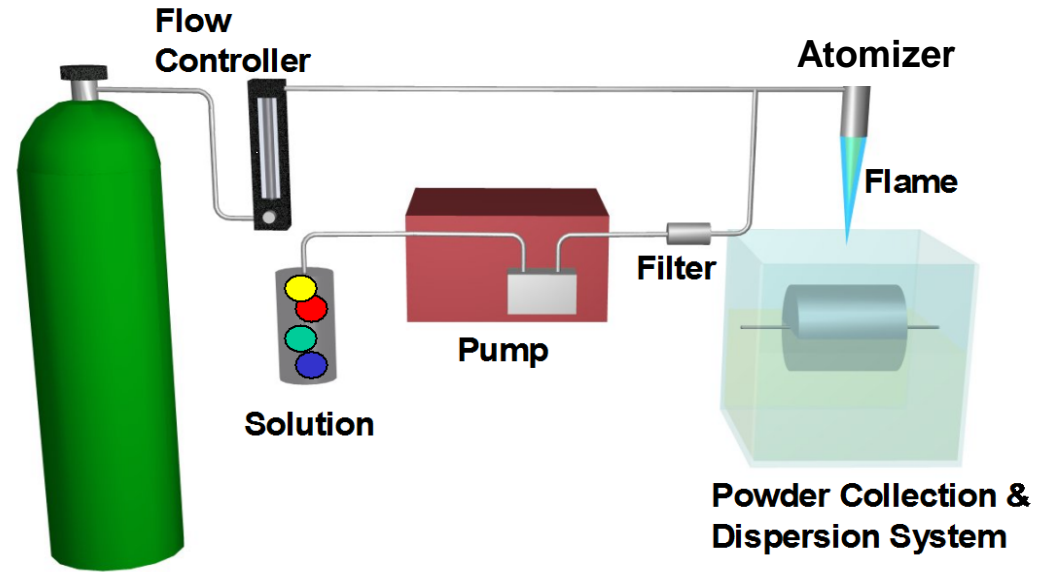 Flow
Controller
Atomizer
Flame
Filter
Pump
Solution
Powder Collection &
Dispersion System